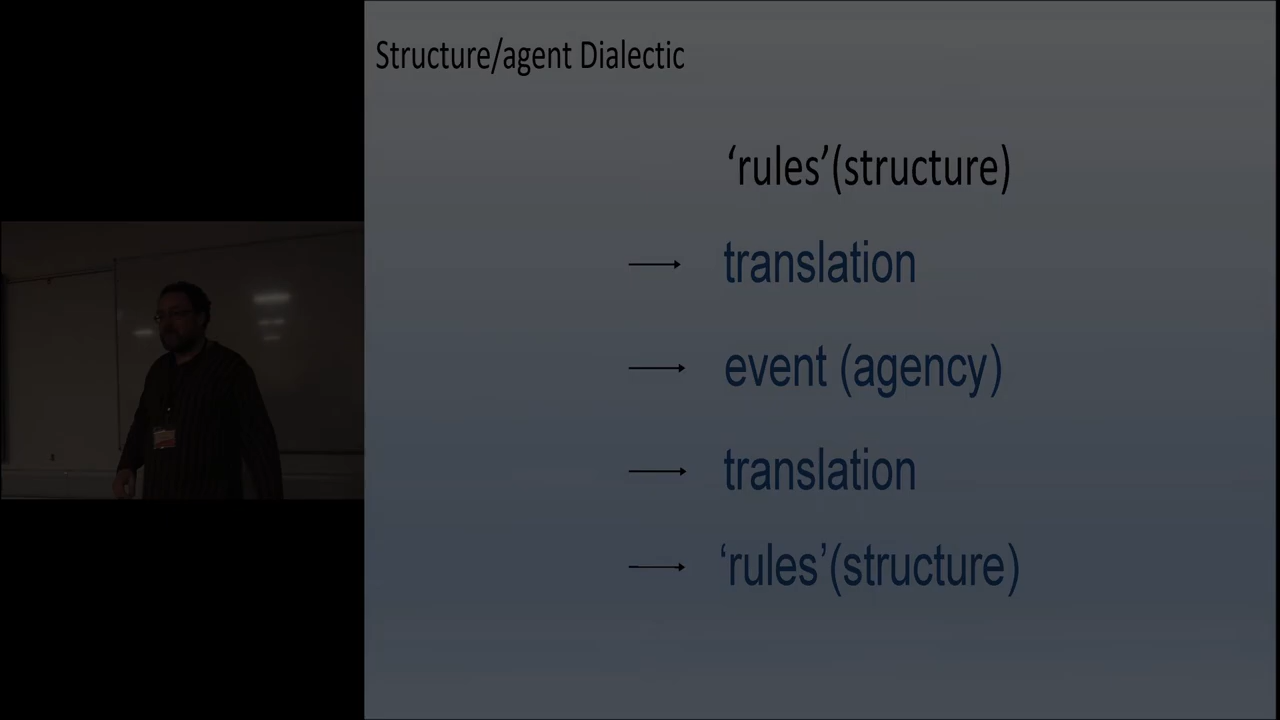 Structure/agent Dialectic
‘rules’(structure)
translation
event (agency)
translation
‘rules’(structure)